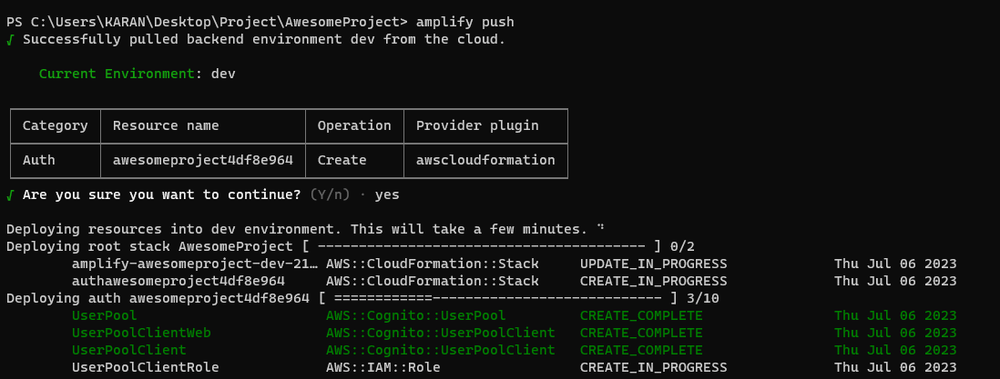 PS C:\Users\KARAN\Desktop\Project\AwesomeProject> amplify push
√ Successfully pulled backend environment dev from the cloud.
Current Environment: dev
Category Resource name Operation Provider plugin
Auth awesomeproject4df8e964 Create awscloudformation
√ Are you sure you want to continue? (Y/n) · yes
Deploying resources into dev environment. This will take a few minutes. ⠙
Deploying root stack AwesomeProject [ ---------------------------------------- ] 0/2
amplify-awesomeproject-dev-21… AWS::CloudFormation::Stack UPDATE_IN_PROGRESS Thu Jul 06 2023
authawesomeproject4df8e964 AWS::CloudFormation::Stack CREATE_IN_PROGRESS Thu Jul 06 2023
Deploying auth awesomeproject4df8e964 [ ============---------------------------- ] 3/10
UserPool AWS::Cognito::UserPool CREATE_COMPLETE Thu Jul 06 2023
UserPoolClientWeb AWS::Cognito::UserPoolClient CREATE_COMPLETE Thu Jul 06 2023
UserPoolClient AWS::Cognito::UserPoolClient CREATE_COMPLETE Thu Jul 06 2023
UserPoolClientRole AWS::IAM::Role CREATE_IN_PROGRESS Thu Jul 06 2023